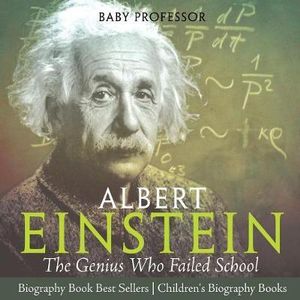 BABY PROFESSOR
ALBERT
EINSTEIN
The Genius Who Failed School
Biography Book Best Sellers | Children's Biography Books